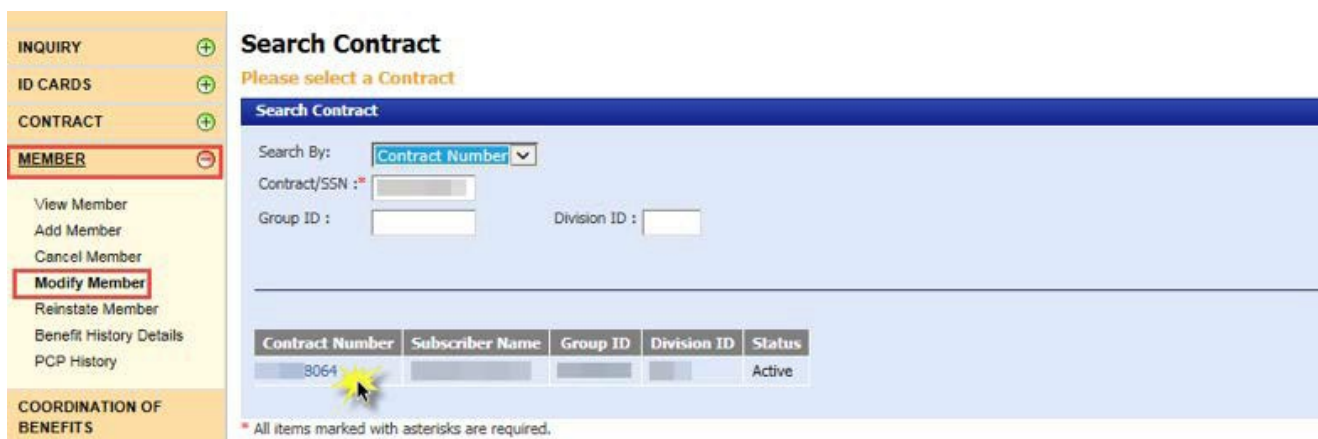 INQUIRY
ID CARDS
CONTRACT
MEMBER
View Member
Add Member
Cancel Member
Modify Member
Reinstate Member
Benefit History Details
PCP History
COORDINATION OF
BENEFITS
Search Contract
Please select a Contract
Search Contract
Search By: Contract Number
Contract/SSN :*
Group ID : Division ID :
Contract Number Subscriber Name Group ID Division ID Status
8064 Active
* All items marked with asterisks are required.